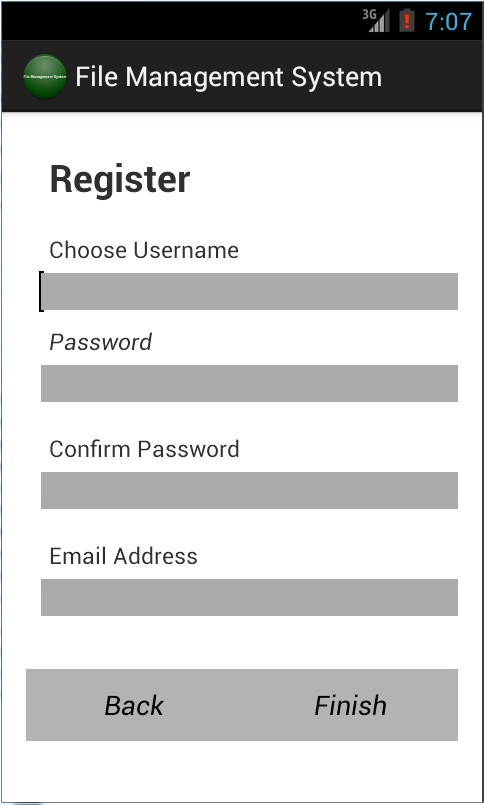 3G 7:07
File Management System
File Management System
Register
Choose Username
Password
Confirm Password
Email Address
Back Finish